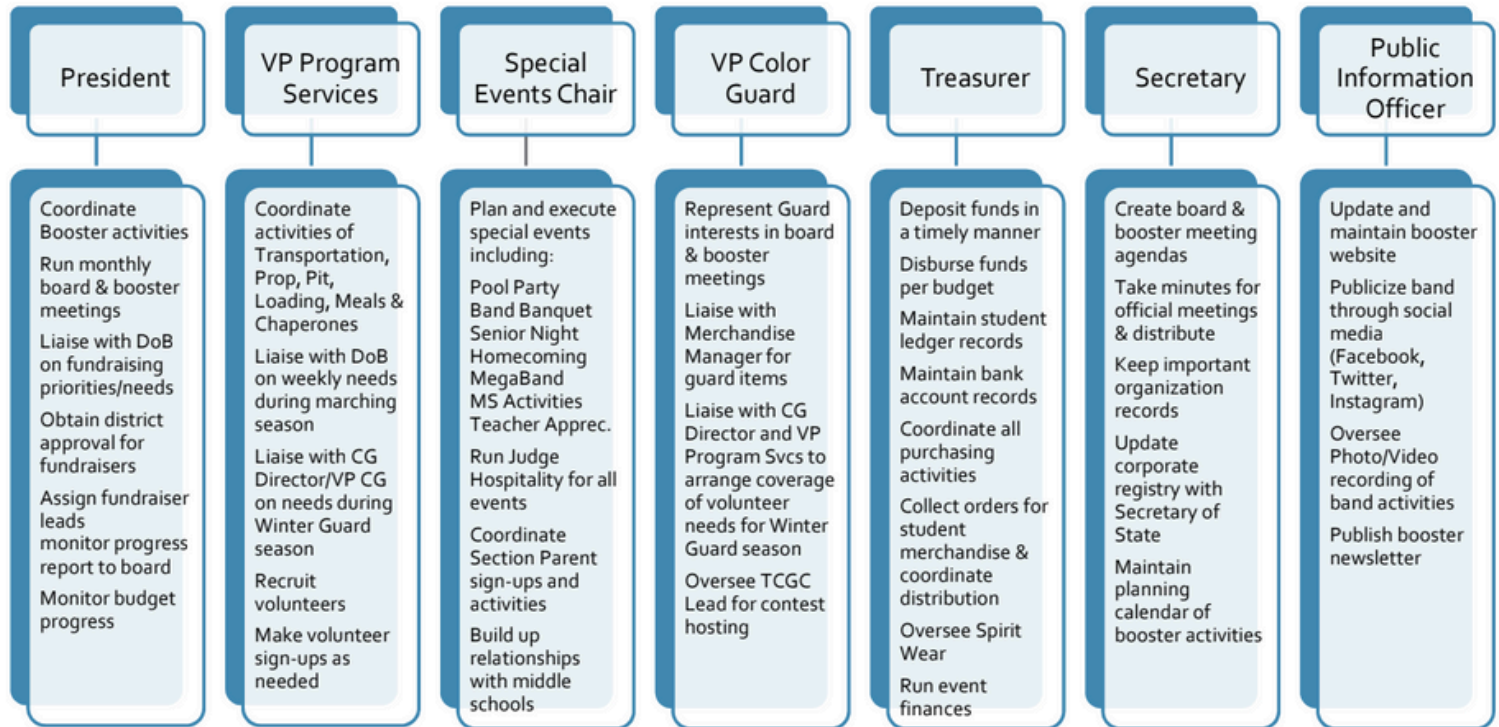 President
Coordinate
Booster activities
Run monthly
board & booster
meetings
Liaise with DoB
on fundraising
priorities/needs
Obtain district
approval for
fundraisers
Assign fundraiser
leads
monitor progress
report to board
Monitor budget
progress
VP Program
Services
Coordinate
activities of
Transportation,
Prop, Pit,
Loading, Meals &
Chaperones
Liaise with DoB
on weekly needs
during marching
season
Liaise with CG
Director/VP CG
on needs during
Winter Guard
season
Recruit
volunteers
Make volunteer
sign-ups as
needed
Special
Events Chair
Plan and execute
special events
including:
Pool Party
Band Banquet
Senior Night
Homecoming
MegaBand
MS Activities
Teacher Apprec.
Run Judge
Hospitality for all
events
Coordinate
Section Parent
sign-ups and
activities
Build up
relationships
with middle
schools
VP Color
Guard
Represent Guard
interests in board
& booster
meetings
Liaise with
Merchandise
Manager for
guard items
Liaise with CG
Director and VP
Program Svcs to
arrange coverage
of volunteer
needs for Winter
Guard season
Oversee TCGC
Lead for contest
hosting
Treasurer
Deposit funds in
a timely manner
Disburse funds
per budget
Maintain student
ledger records
Maintain bank
account records
Coordinate all
purchasing
activities
Collect orders for
student
merchandise &
coordinate
distribution
Oversee Spirit
Wear
Run event
finances
Secretary
Create board &
booster meeting
agendas
Take minutes for
official meetings
& distribute
Keep important
organization
records
Update
corporate
registry with
Secretary of
State
Maintain
planning
calendar of
booster activities
Public
Information
Officer
Update and
maintain booster
website
Publicize band
through social
media
(Facebook,
Twitter,
Instagram)
Oversee
Photo/Video
recording of
band activities
Publish booster
newsletter